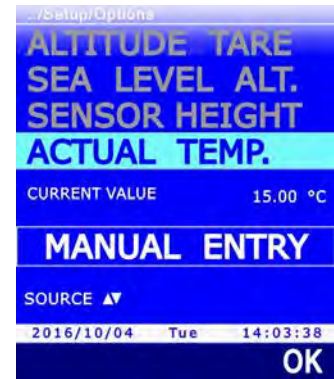 ../Setup/Options
ALTITUDE TARE
SEA LEVEL ALT.
SENSOR HEIGHT
ACTUAL TEMP.
CURRENT VALUE 15.00 °C
MANUAL ENTRY
SOURCE ▲▼
2016/10/04 Tue 14:03:38
OK